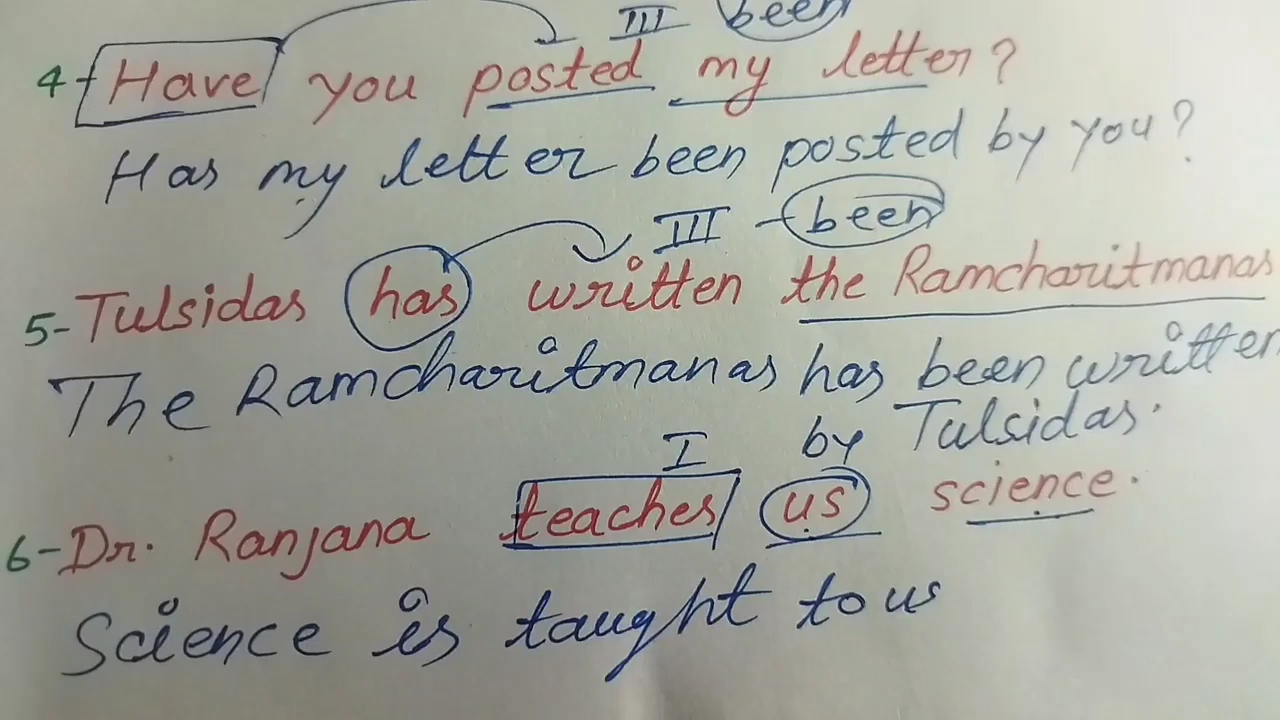 III been
4- Have you posted my letter?
Has my letter been posted by you?
III - been
5- Tulsidas has written the Ramcharitmanas
The Ramcharitmanas has been written
by Tulsidas.
I
6- Dr. Ranjana teaches us science.
Science is taught to us